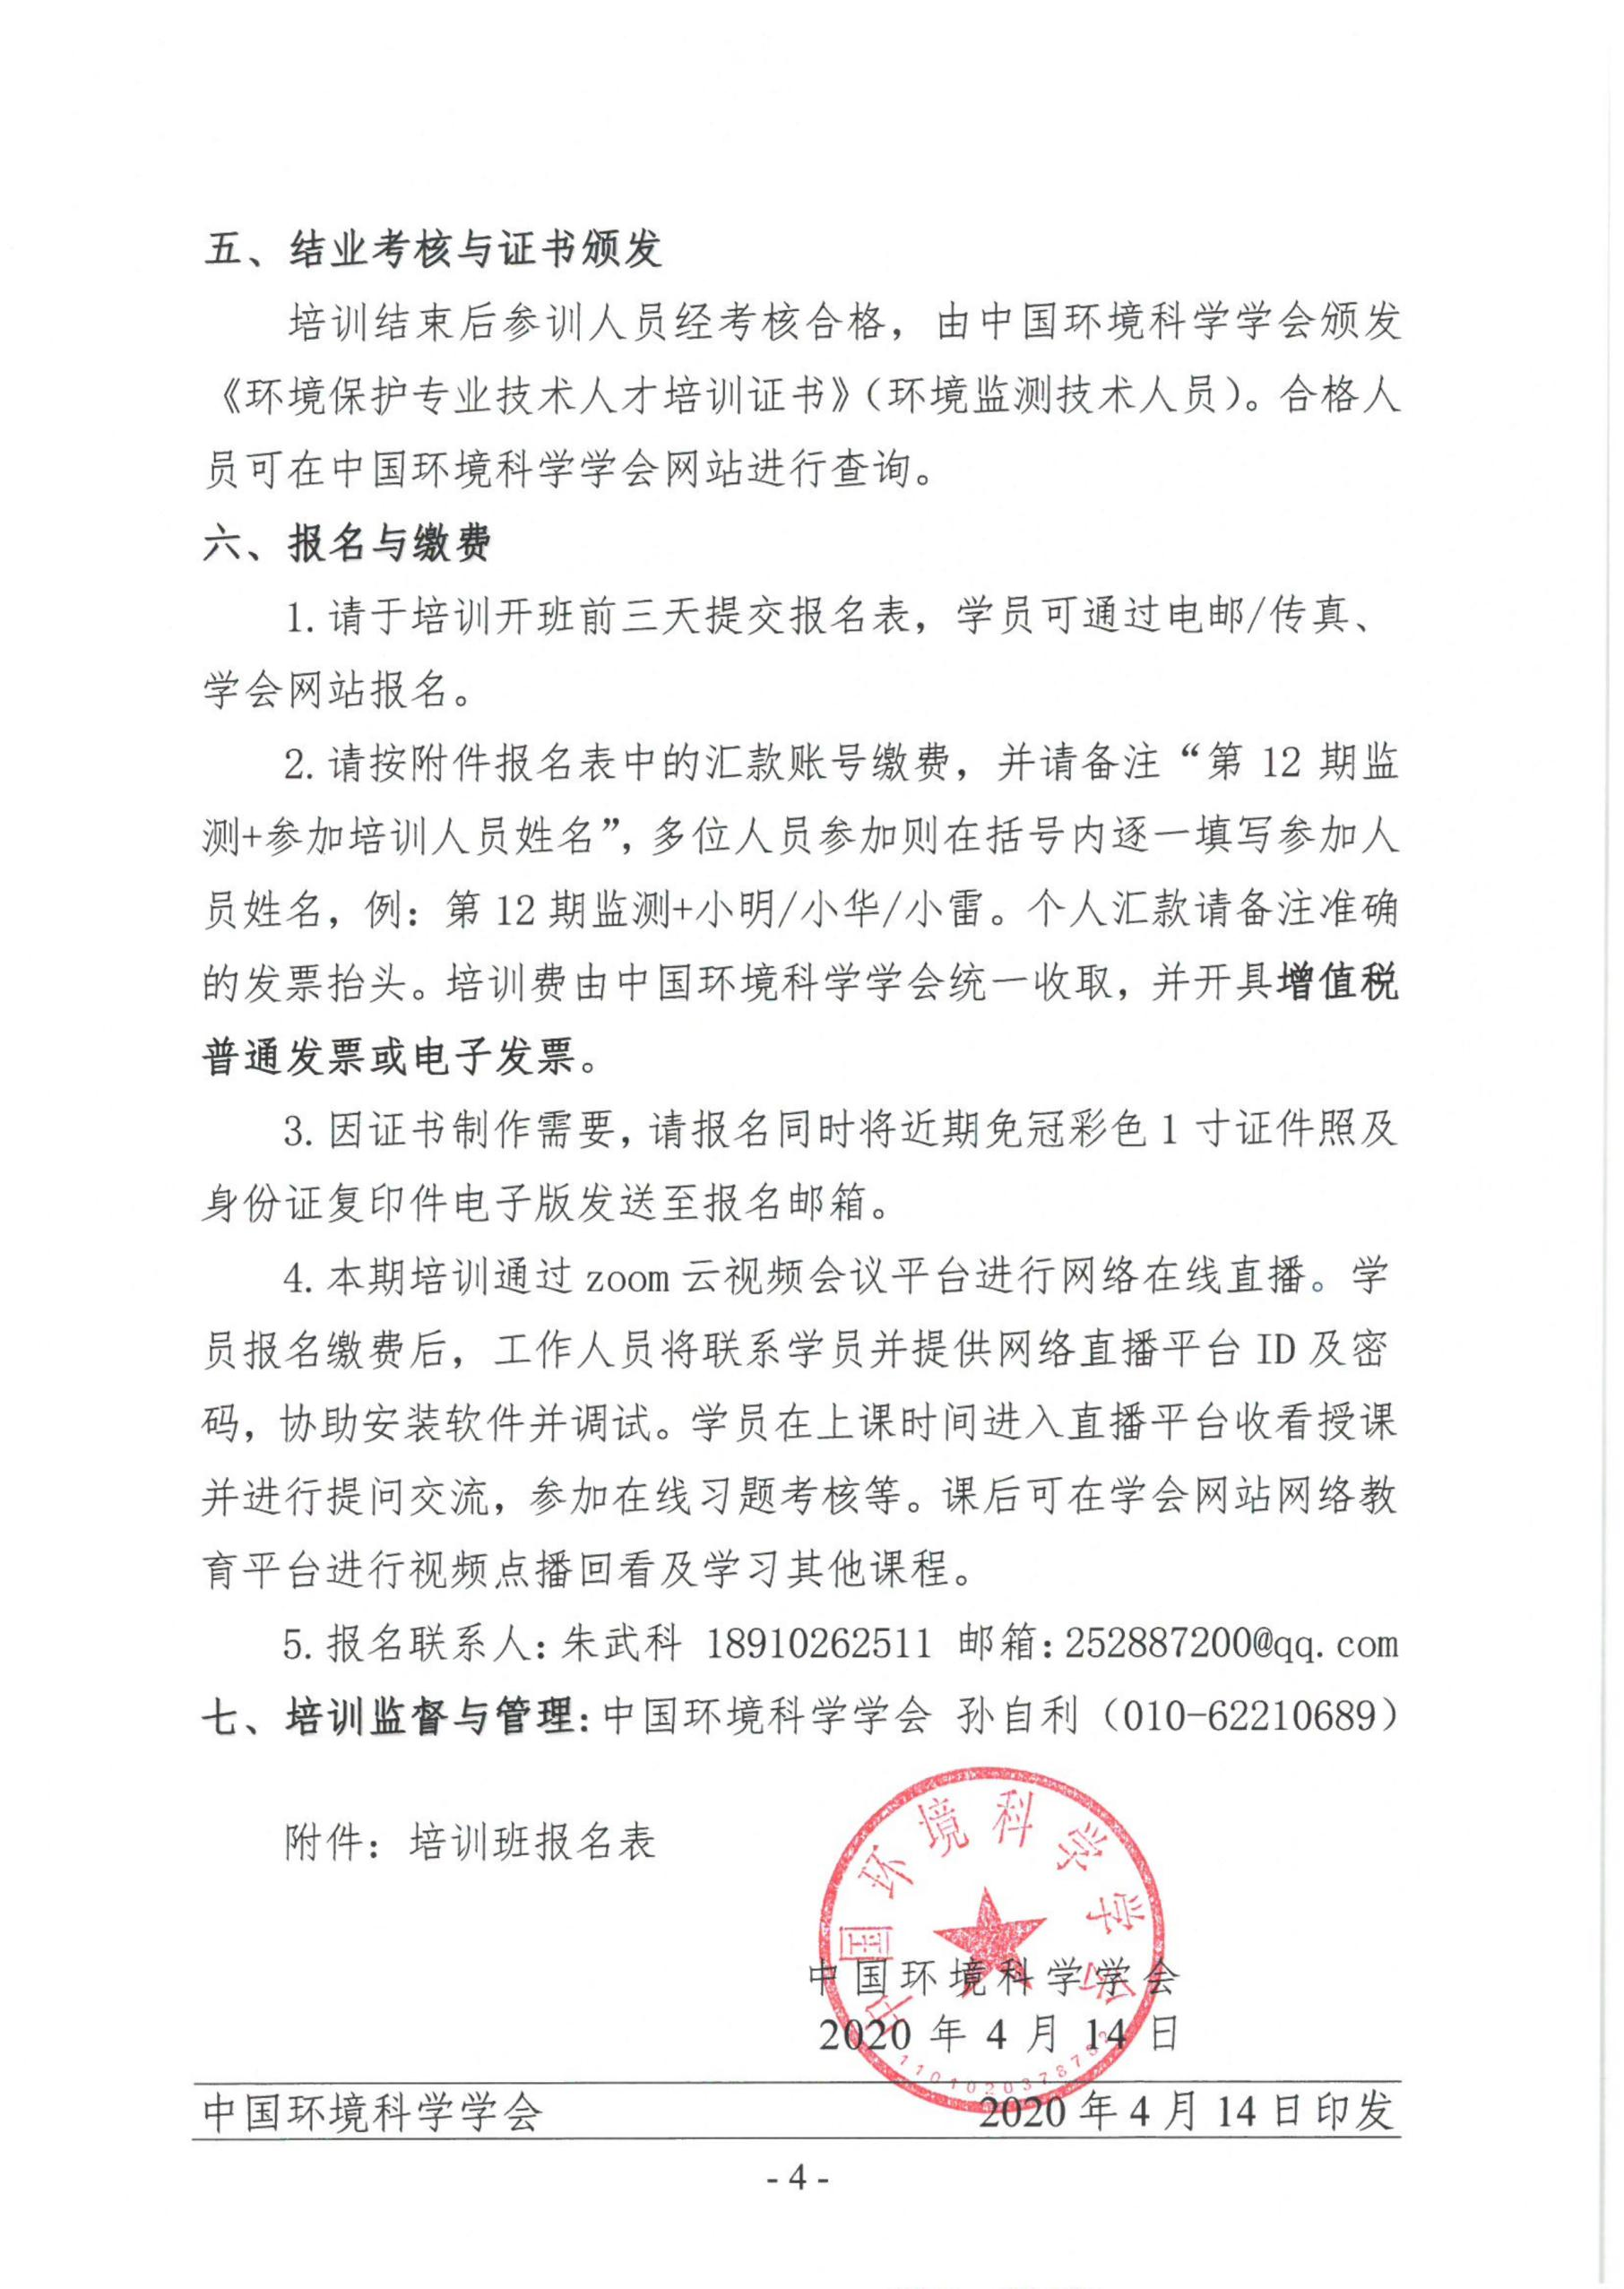 五、结业考核与证书颁发
培训结束后参训人员经考核合格，由中国环境科学学会颁发
《环境保护专业技术人才培训证书》（环境监测技术人员）。合格人
员可在中国环境科学学会网站进行查询。
六、报名与缴费
1.请于培训开班前三天提交报名表，学员可通过电邮/传真、
学会网站报名。
2.请按附件报名表中的汇款账号缴费，并请备注“第 12 期监
测+参加培训人员姓名”，多位人员参加则在括号内逐一填写参加人
员姓名，例：第 12 期监测+小明/小华/小雷。个人汇款请备注准确
的发票抬头。培训费由中国环境科学学会统一收取，并开具增值税
普通发票或电子发票。
3.因证书制作需要，请报名同时将近期免冠彩色 1 寸证件照及
身份证复印件电子版发送至报名邮箱。
4.本期培训通过 zoom 云视频会议平台进行网络在线直播。学
员报名缴费后，工作人员将联系学员并提供网络直播平台 ID 及密
码，协助安装软件并调试。学员在上课时间进入直播平台收看授课
并进行提问交流，参加在线习题考核等。课后可在学会网站网络教
育平台进行视频点播回看及学习其他课程。
5.报名联系人：朱武科 18910262511 邮箱：252887200@qq.com
七、培训监督与管理：中国环境科学学会 孙自利（010-62210689）
附件：培训班报名表
中国环境科学学会
中国环境科学学会
2020 年 4 月 14 日
中国环境科学学会 2020 年 4 月 14 日印发
- 4 -